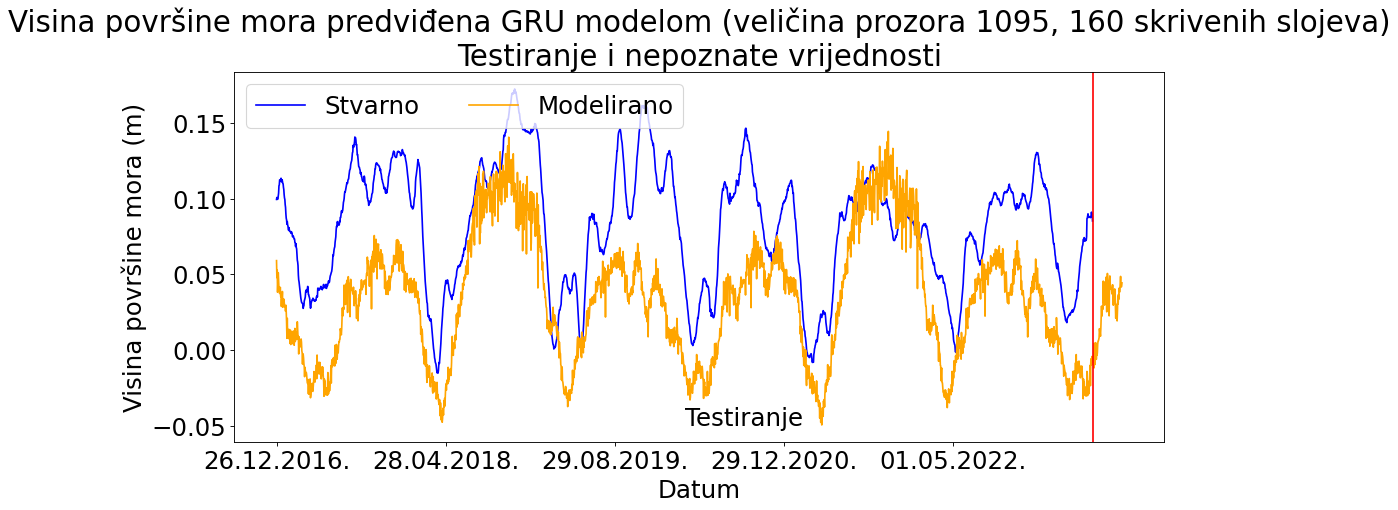 Visina površine mora predviđena GRU modelom (veličina prozora 1095, 160 skrivenih slojeva)
Testiranje i nepoznate vrijednosti
Stvarno
Modelirano
Visina površine mora (m)
0.15
0.10
0.05
0.00
−0.05
Testiranje
26.12.2016.
28.04.2018.
29.08.2019.
29.12.2020.
01.05.2022.
Datum